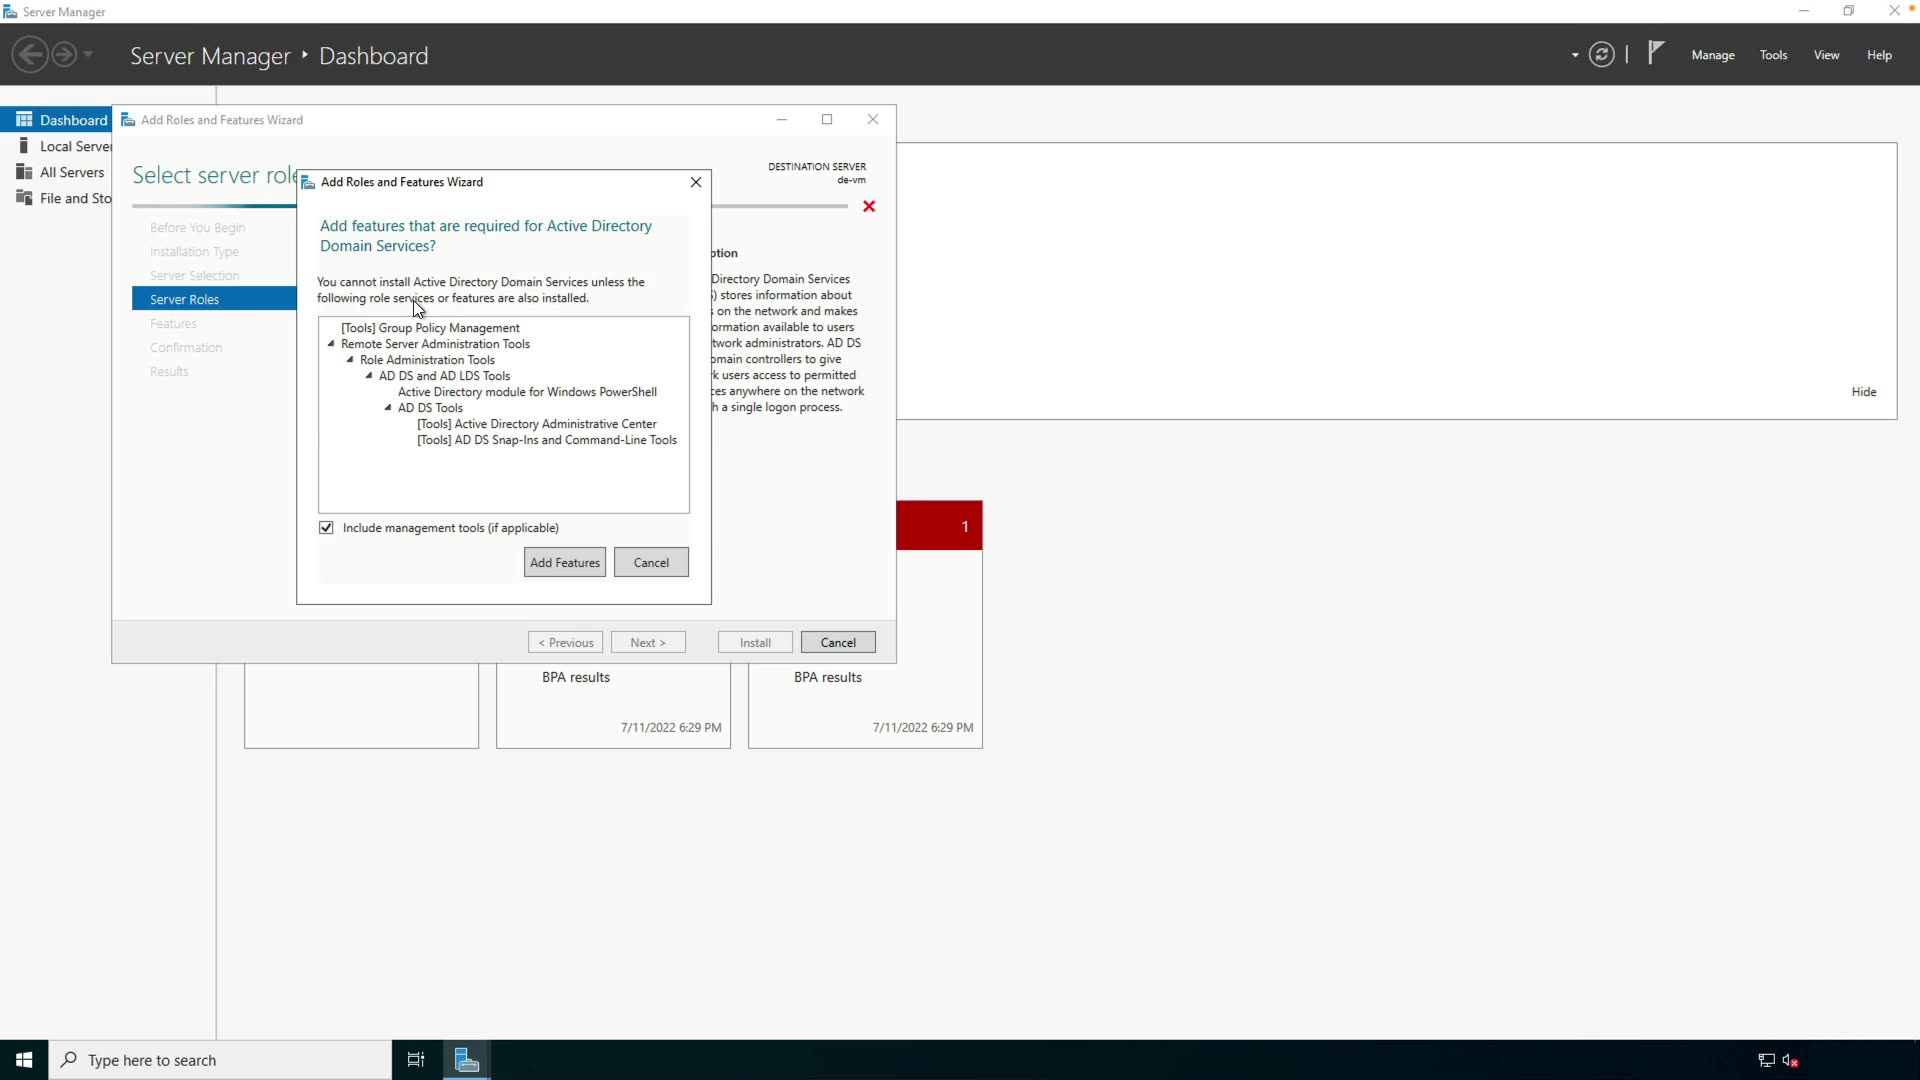 Server Manager
Server Manager ‣ Dashboard
Manage
Tools
View
Help
Dashboard
Local Server
All Servers
File and Sto
Add Roles and Features Wizard
Select server role
DESTINATION SERVER
de-vm
Before You Begin
Installation Type
Server Selection
Server Roles
Features
Confirmation
Results
Add Roles and Features Wizard
Add features that are required for Active Directory
Domain Services?
You cannot install Active Directory Domain Services unless the
following role services or features are also installed.
[Tools] Group Policy Management
Remote Server Administration Tools
Role Administration Tools
AD DS and AD LDS Tools
Active Directory module for Windows PowerShell
AD DS Tools
[Tools] Active Directory Administrative Center
[Tools] AD DS Snap-Ins and Command-Line Tools
Include management tools (if applicable)
Add Features
Cancel
ption
Directory Domain Services
) stores information about
on the network and makes
ormation available to users
twork administrators. AD DS
omain controllers to give
k users access to permitted
ces anywhere on the network
h a single logon process.
Hide
1
< Previous
Next >
Install
Cancel
BPA results
7/11/2022 6:29 PM
BPA results
7/11/2022 6:29 PM
Type here to search